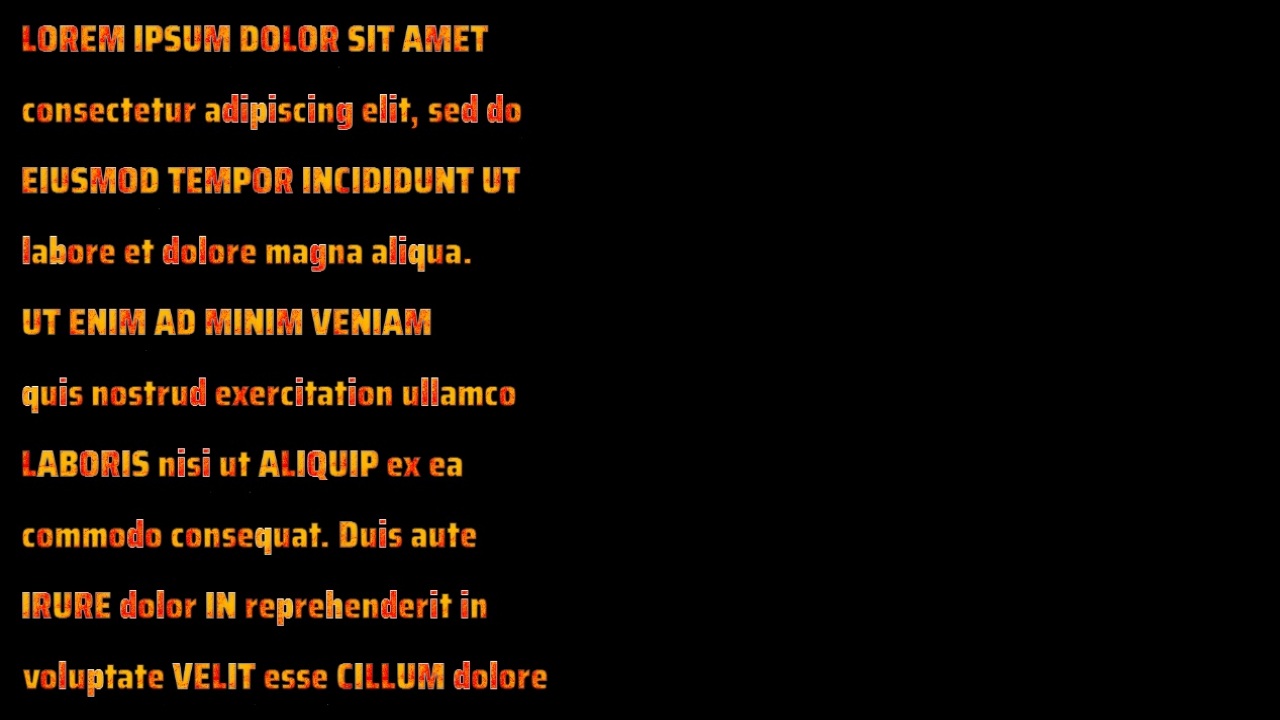 LOREM IPSUM DOLOR SIT AMET
consectetur adipiscing elit, sed do
EIUSMOD TEMPOR INCIDIDUNT UT
labore et dolore magna aliqua.
UT ENIM AD MINIM VENIAM
quis nostrud exercitation ullamco
LABORIS nisi ut ALIQUIP ex ea
commodo consequat. Duis aute
IRURE dolor IN reprehenderit in
voluptate VELIT esse CILLUM dolore